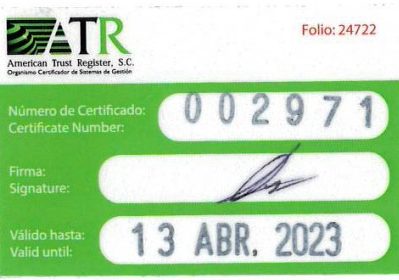 ATR
Folio: 24722
American Trust Register, S.C.
Organismo Certificador de Sistemas de Gestión
Número de Certificado:
Certificate Number:
002971
Firma:
Signature:
Válido hasta:
Valid until:
13 ABR. 2023